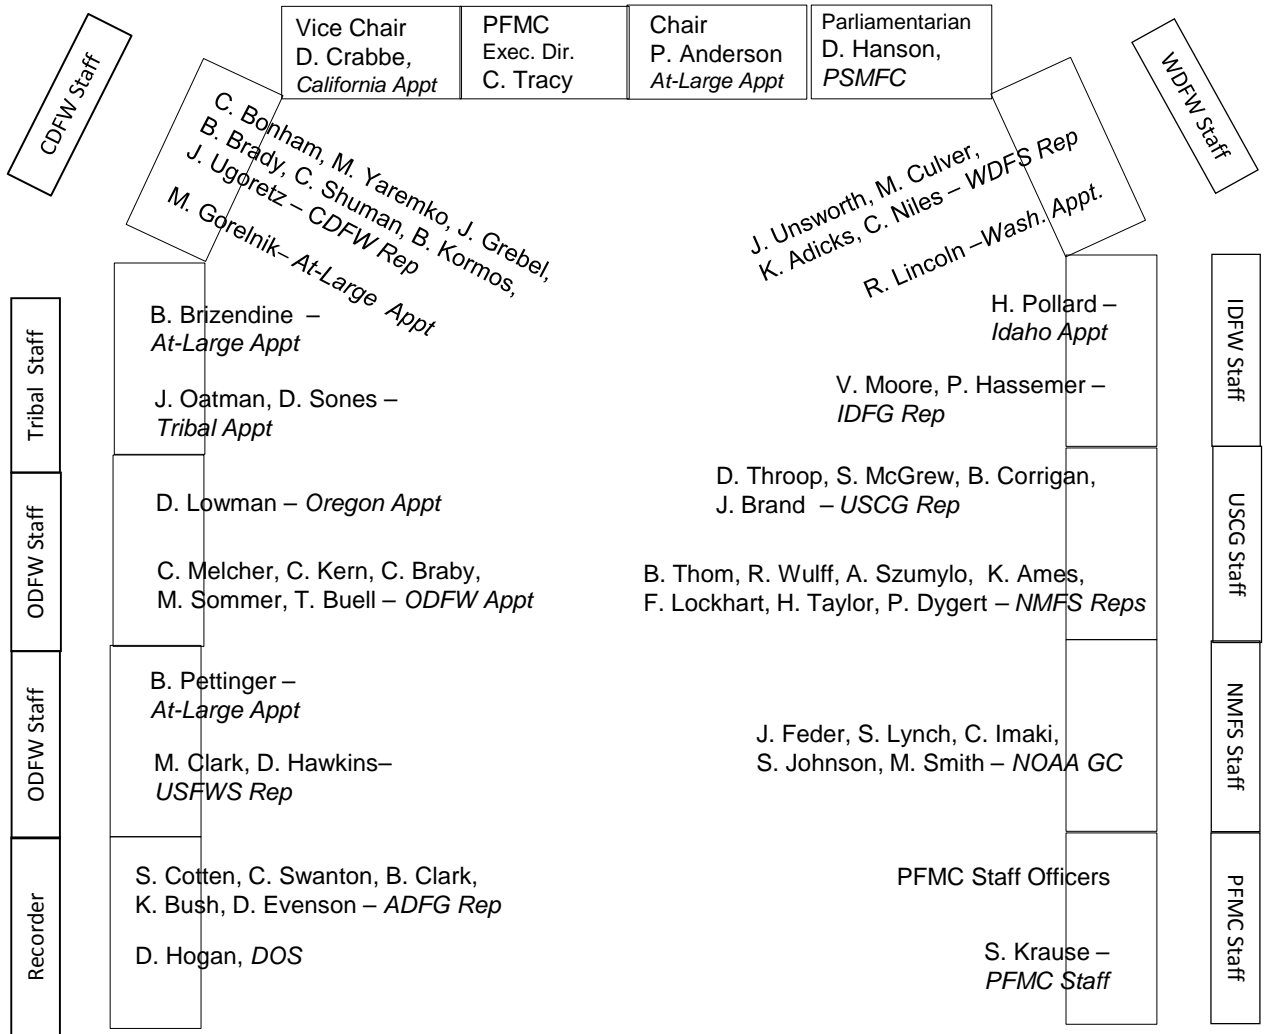 Vice Chair
D. Crabbe,
California Appt
PFMC
Exec. Dir.
C. Tracy
Chair
P. Anderson
At-Large Appt
Parliamentarian
D. Hanson,
PSMFC
CDFW Staff
WDFW Staff
C. Bonham, M. Yaremko, J. Grebel,
B. Brady, C. Shuman, B. Kormos,
J. Ugoretz – CDFW Rep
M. Gorelnik– At-Large Appt
J. Unsworth, M. Culver,
K. Adicks, C. Niles – WDFS Rep
R. Lincoln –Wash. Appt.
Tribal Staff
B. Brizendine –
At-Large Appt
J. Oatman, D. Sones –
Tribal Appt
H. Pollard –
Idaho Appt
V. Moore, P. Hassemer –
IDFG Rep
IDFW Staff
ODFW Staff
D. Lowman – Oregon Appt
C. Melcher, C. Kern, C. Braby,
M. Sommer, T. Buell – ODFW Appt
D. Throop, S. McGrew, B. Corrigan,
J. Brand – USCG Rep
B. Thom, R. Wulff, A. Szumylo, K. Ames,
F. Lockhart, H. Taylor, P. Dygert – NMFS Reps
USCG Staff
ODFW Staff
B. Pettinger –
At-Large Appt
M. Clark, D. Hawkins–
USFWS Rep
J. Feder, S. Lynch, C. Imaki,
S. Johnson, M. Smith – NOAA GC
NMFS Staff
Recorder
S. Cotten, C. Swanton, B. Clark,
K. Bush, D. Evenson – ADFG Rep
D. Hogan, DOS
PFMC Staff Officers
S. Krause –
PFMC Staff
PFMC Staff